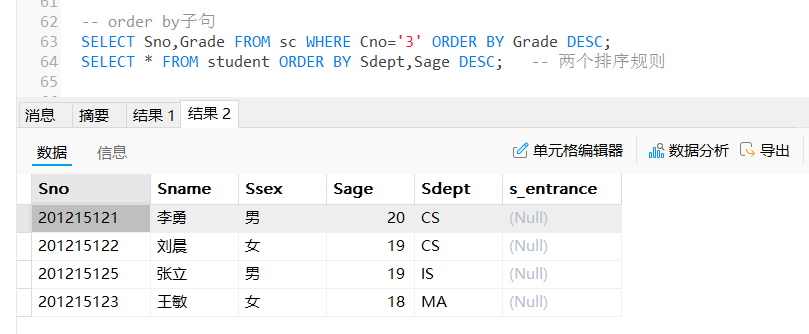 62 -- order by子句
63 SELECT Sno,Grade FROM sc WHERE Cno='3' ORDER BY Grade DESC;
64 SELECT * FROM student ORDER BY Sdept,Sage DESC; -- 两个排序规则
65
消息 摘要 结果 1 结果 2
数据 信息 单元格编辑器 数据分析 导出
Sno Sname Ssex Sage Sdept s_entrance
201215121 李勇 男 20 CS (Null)
201215122 刘晨 女 19 CS (Null)
201215125 张立 男 19 IS (Null)
201215123 王敏 女 18 MA (Null)